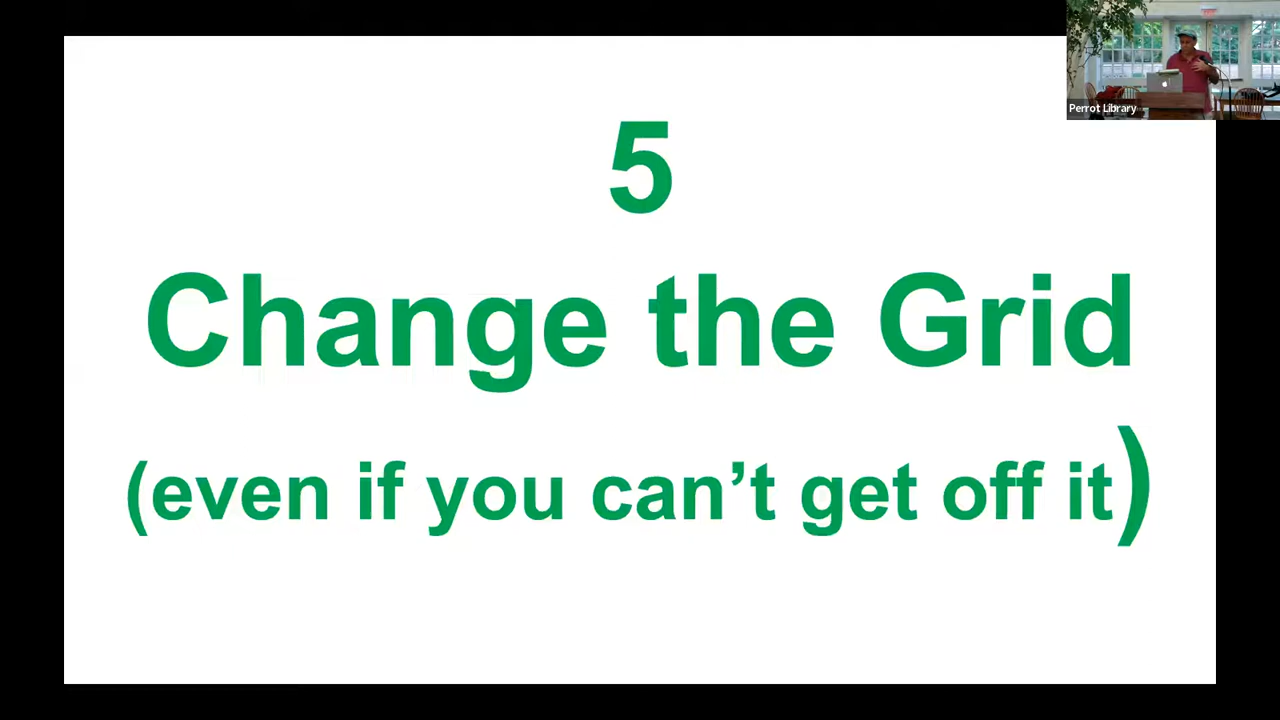 5
Change the Grid
(even if you can’t get off it)
Perrot Library